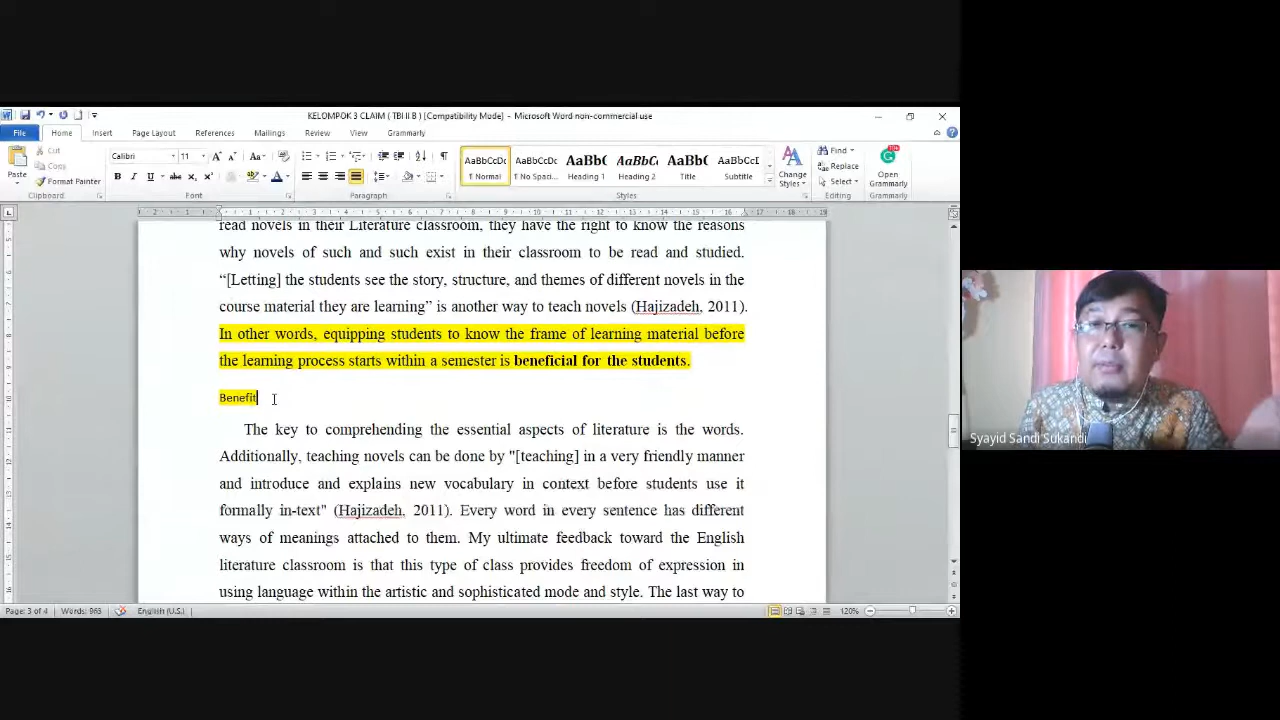 KELOMPOK 3 CLAIM ( TBI II B ) [Compatibility Mode] - Microsoft Word non-commercial use
File Home Insert Page Layout References Mailings Review View Grammarly
Cut
Copy
Paste
Format Painter
Clipboard
Calibri 11
Font
Paragraph
AaBbCcDc AaBbCcDc AaBbC AaBbCc AaBbC AaBbCcI
¶ Normal ¶ No Spaci... Heading 1 Heading 2 Title Subtitle
Change Styles
Styles
Find
Replace
Select
Editing
Open Grammarly
Grammarly
read novels in their Literature classroom, they have the right to know the reasons
why novels of such and such exist in their classroom to be read and studied.
“[Letting] the students see the story, structure, and themes of different novels in the
course material they are learning” is another way to teach novels (Hajizadeh, 2011).
In other words, equipping students to know the frame of learning material before
the learning process starts within a semester is beneficial for the students.
Benefit
The key to comprehending the essential aspects of literature is the words.
Additionally, teaching novels can be done by "[teaching] in a very friendly manner
and introduce and explains new vocabulary in context before students use it
formally in-text" (Hajizadeh, 2011). Every word in every sentence has different
ways of meanings attached to them. My ultimate feedback toward the English
literature classroom is that this type of class provides freedom of expression in
using language within the artistic and sophisticated mode and style. The last way to
Page: 3 of 4 Words: 963 English (U.S.) 120%
Syayid Sandi Sukandi